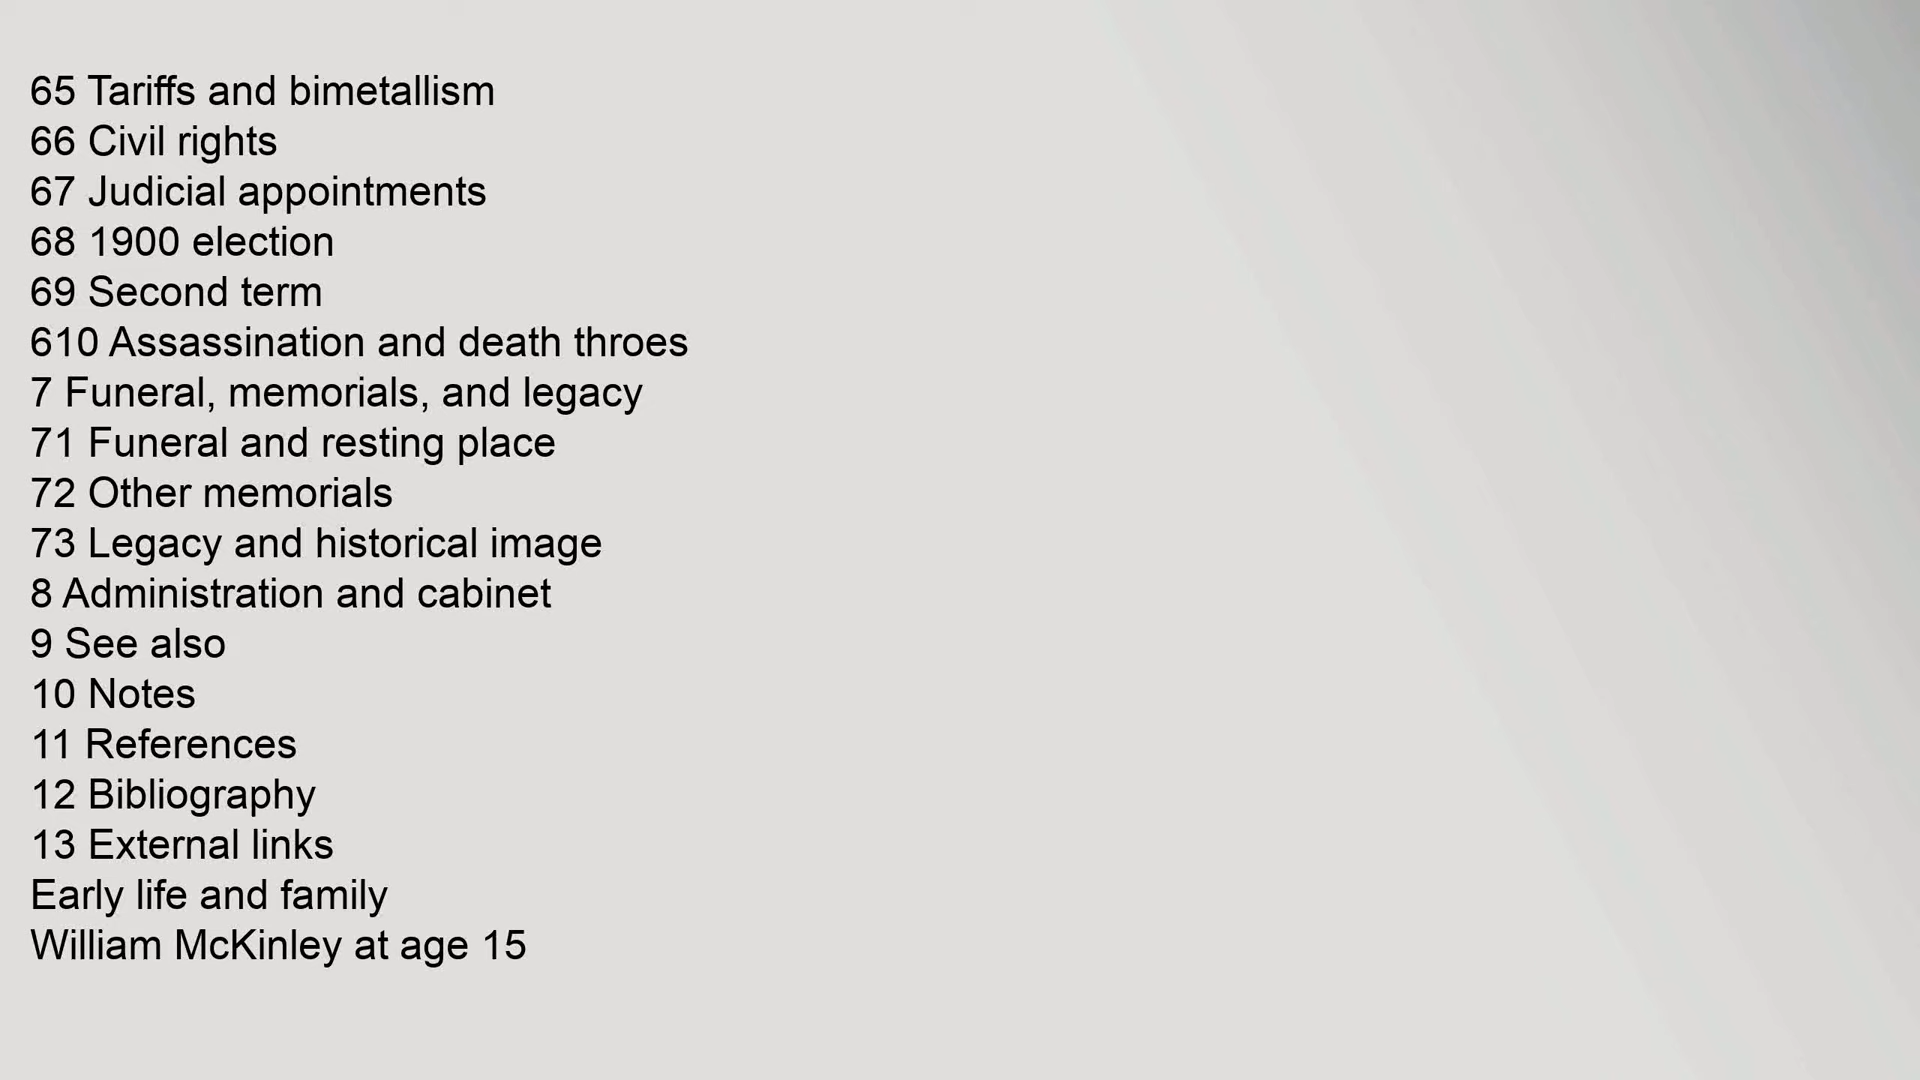 65 Tariffs and bimetallism
66 Civil rights
67 Judicial appointments
68 1900 election
69 Second term
610 Assassination and death throes
7 Funeral, memorials, and legacy
71 Funeral and resting place
72 Other memorials
73 Legacy and historical image
8 Administration and cabinet
9 See also
10 Notes
11 References
12 Bibliography
13 External links
Early life and family
William McKinley at age 15